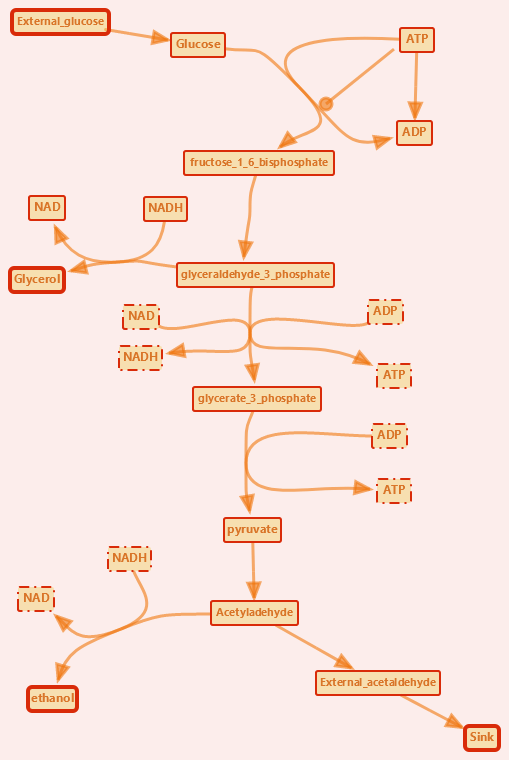 External_glucose
Glucose
ATP
ADP
fructose_1_6_bisphosphate
NAD
NADH
glyceraldehyde_3_phosphate
Glycerol
NAD
ADP
NADH
ATP
glycerate_3_phosphate
ADP
ATP
pyruvate
NADH
NAD
Acetyladehyde
External_acetaldehyde
ethanol
Sink